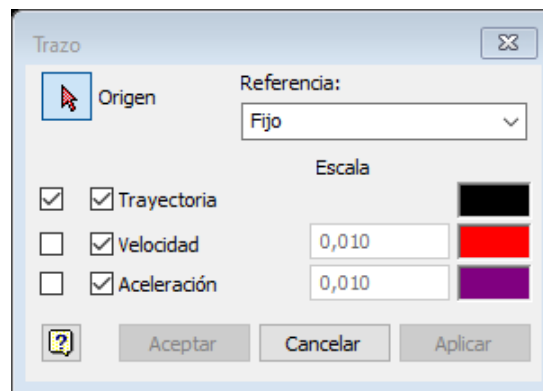 Trazo
Origen
Referencia:
Fijo
Escala
Trayectoria
Velocidad 0,010
Aceleración 0,010
Aceptar Cancelar Aplicar